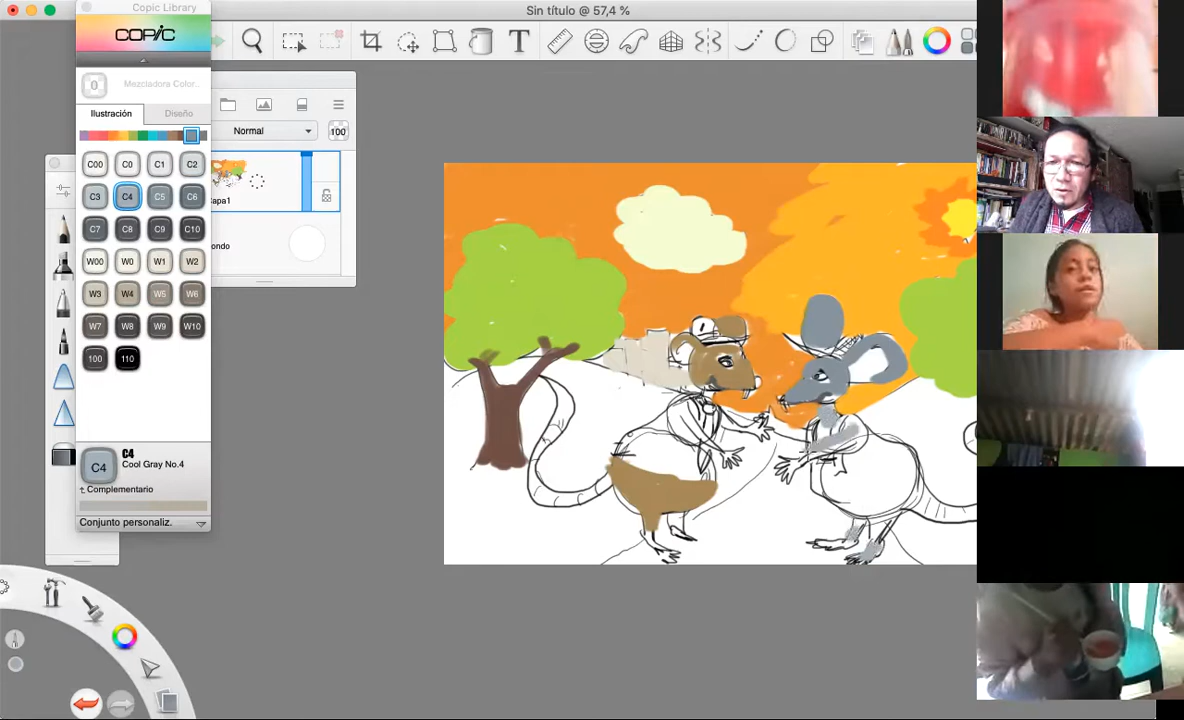 Copic Library
Sin título @ 57,4 %
COPIC
0
Mezcladora Color...
Ilustración
Diseño
Normal
100
C00
C0
C1
C2
C3
C4
C5
C6
C7
C8
C9
C10
W00
W0
W1
W2
W3
W4
W5
W6
W7
W8
W9
W10
100
110
C4
C4
Cool Gray No.4
Complementario
Conjunto personaliz.
T